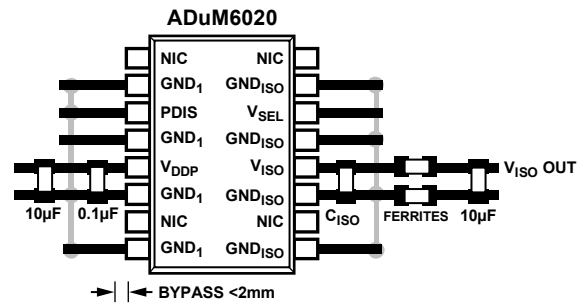 ADuM6020
NIC NIC
GND1 GNDISO
PDIS VSEL
GND1 GNDISO
VDDP VISO VISO OUT
GND1 GNDISO
10µF 0.1µF NIC NIC CISO FERRITES 10µF
GND1 GNDISO
BYPASS <2mm